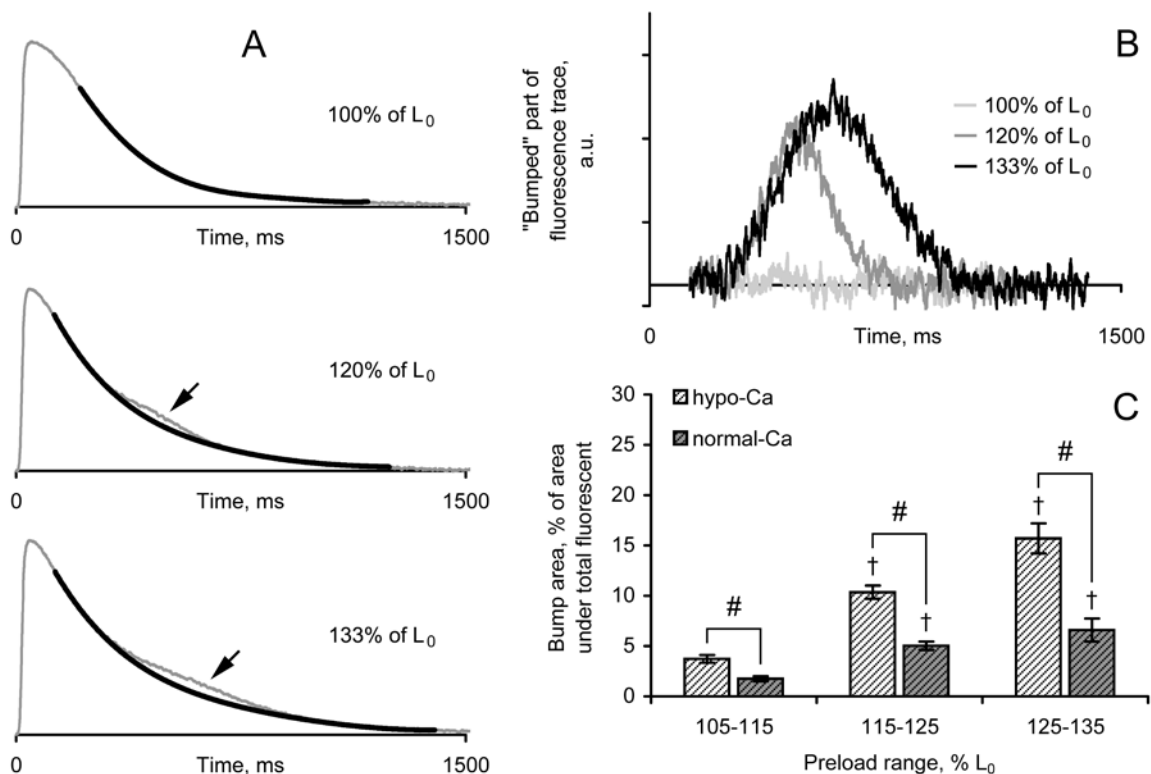 A
100% of L0
0
Time, ms
1500
120% of L0
0
Time, ms
1500
133% of L0
0
Time, ms
1500
B
"Bumped" part of
fluorescence trace,
a.u.
100% of L0
120% of L0
133% of L0
0
Time, ms
1500
C
hypo-Ca
normal-Ca
Bump area, % of area
under total fluorescent
30
25
20
15
10
5
0
#
† # †
† # †
105-115
115-125
125-135
Preload range, % L0